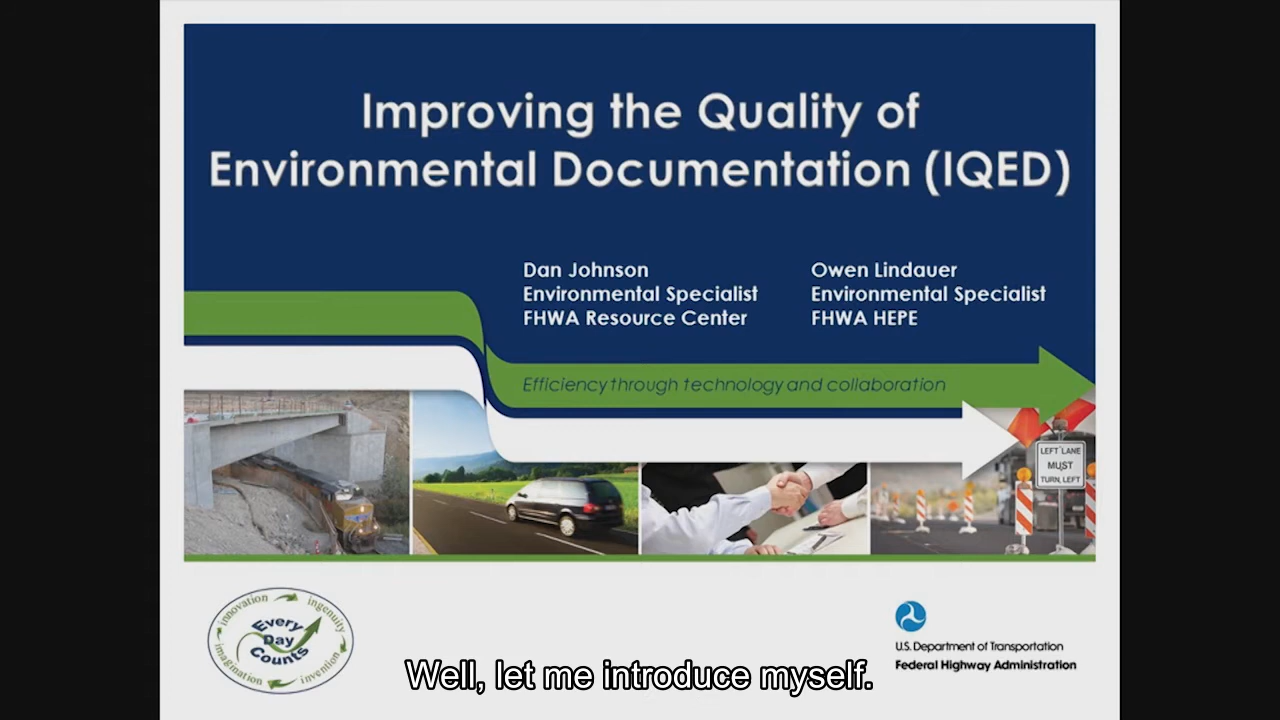 Improving the Quality of
Environmental Documentation (IQED)
Dan Johnson
Environmental Specialist
FHWA Resource Center
Owen Lindauer
Environmental Specialist
FHWA HEPE
Efficiency through technology and collaboration
LEFT LANE
MUST
TURN LEFT
innovation
ingenuity
invention
imagination
Every
Day
Counts
U.S. Department of Transportation
Federal Highway Administration
Well, let me introduce myself.